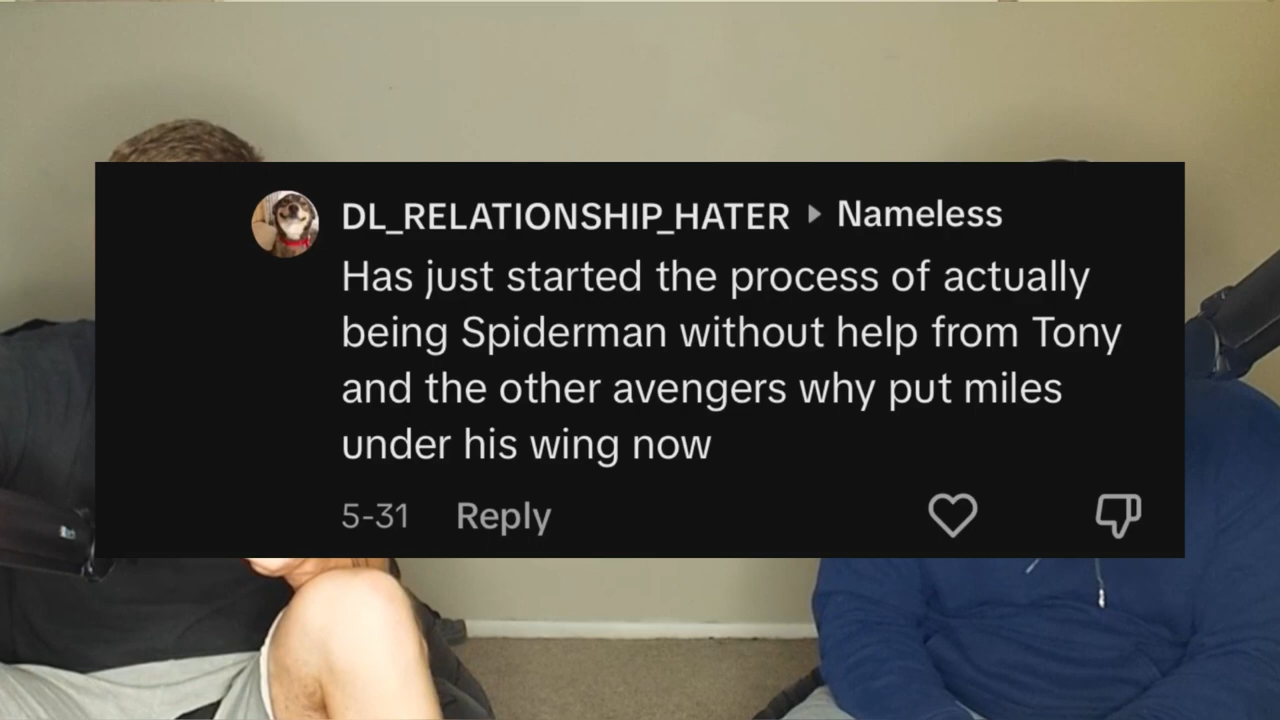 DL_RELATIONSHIP_HATER ▸ Nameless
Has just started the process of actually
being Spiderman without help from Tony
and the other avengers why put miles
under his wing now
5-31 Reply